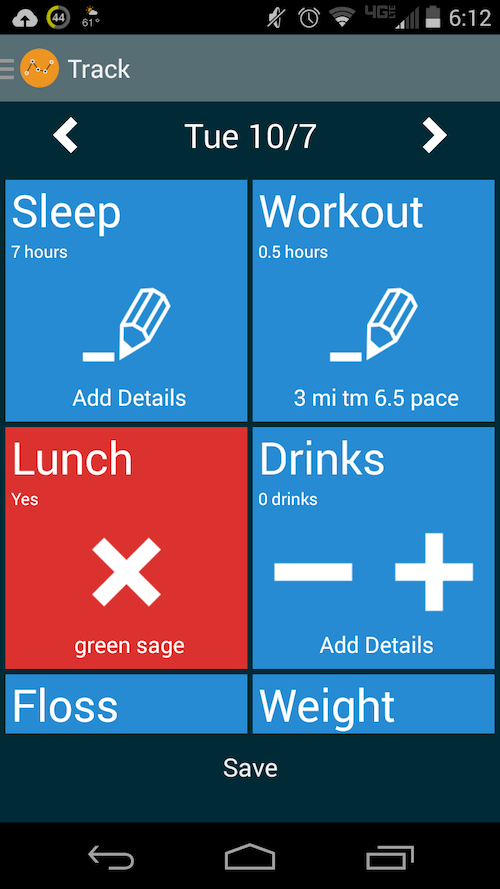 44 61° 4G LTE 6:12
Track
Tue 10/7
Sleep
7 hours
Add Details
Workout
0.5 hours
3 mi tm 6.5 pace
Lunch
Yes
green sage
Drinks
0 drinks
Add Details
Floss
Weight
Save